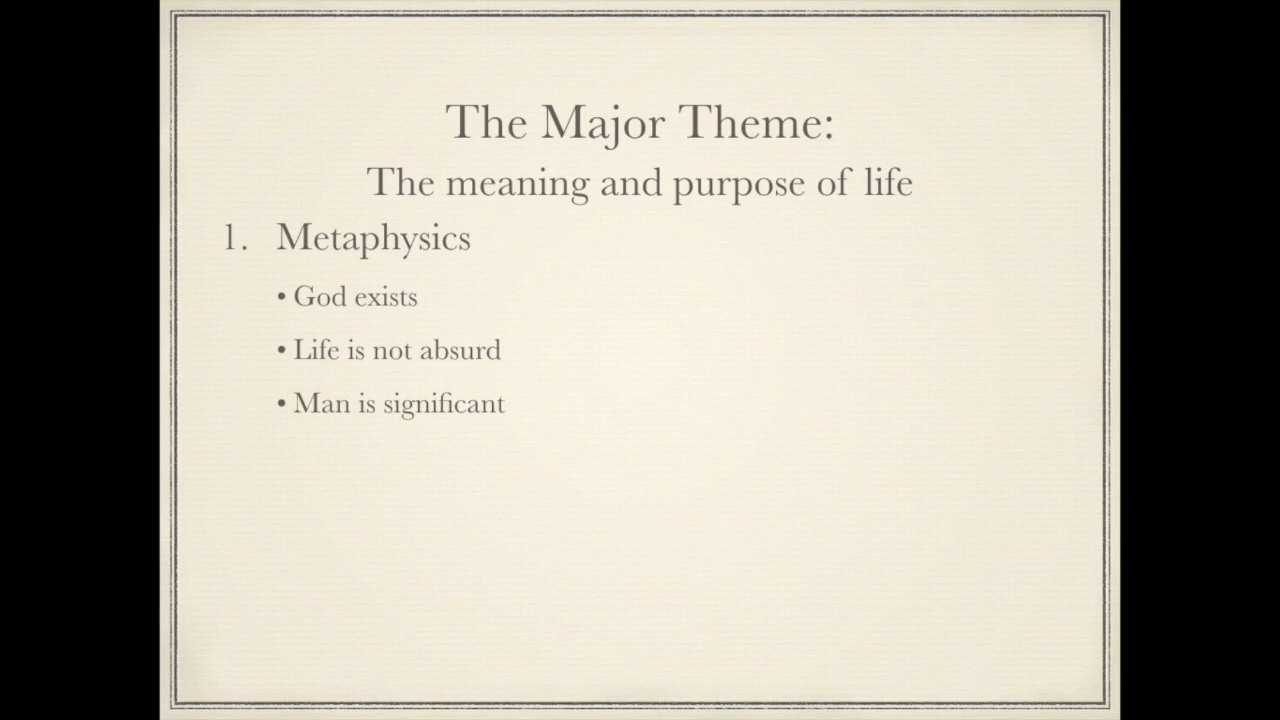 The Major Theme:
The meaning and purpose of life
1. Metaphysics
• God exists
• Life is not absurd
• Man is significant